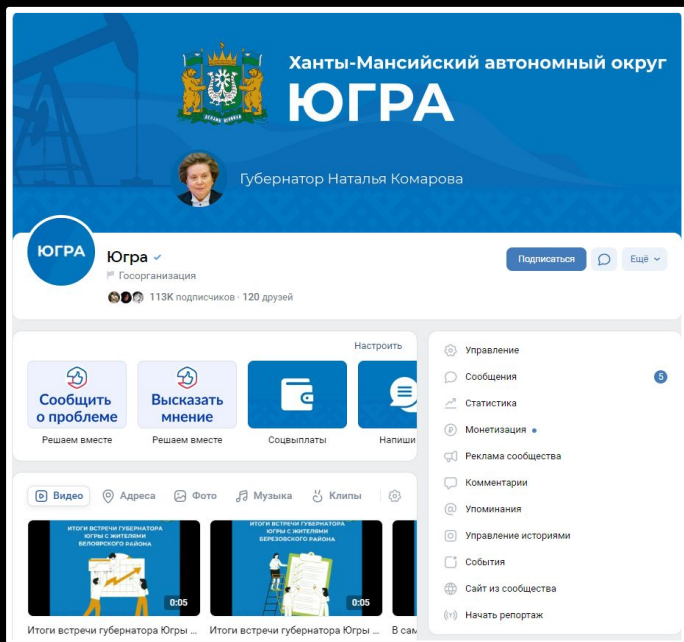 Ханты-Мансийский автономный округ
ЮГРА
Губернатор Наталья Комарова
ЮГРА
Югра
Госорганизация
113K подписчиков · 120 друзей
Подписаться
Ещё
Настроить
Сообщить
о проблеме
Решаем вместе
Высказать
мнение
Решаем вместе
Соцвыплаты
Напиши
Видео
Адреса
Фото
Музыка
Клипы
ИТОГИ ВСТРЕЧИ ГУБЕРНАТОРА
ЮГРЫ С ЖИТЕЛЯМИ
БЕЛОЯРСКОГО РАЙОНА
0:05
Итоги встречи губернатора Югры ...
ИТОГИ ВСТРЕЧИ ГУБЕРНАТОРА
ЮГРЫ С ЖИТЕЛЯМИ
БЕРЕЗОВСКОГО РАЙОНА
0:05
Итоги встречи губернатора Югры ...
В сам
Управление
Сообщения
5
Статистика
Монетизация
Реклама сообщества
Комментарии
Упоминания
Управление историями
События
Сайт из сообщества
Начать репортаж